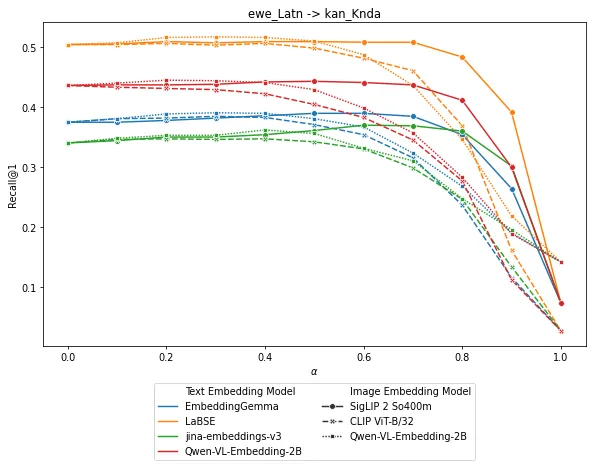 ewe_Latn -> kan_Knda
0.5
0.4
0.3
0.2
0.1
Recall@1
0.0 0.2 0.4 0.6 0.8 1.0
α
Text Embedding Model Image Embedding Model
EmbeddingGemma SigLIP 2 So400m
LaBSE CLIP ViT-B/32
jina-embeddings-v3 Qwen-VL-Embedding-2B
Qwen-VL-Embedding-2B